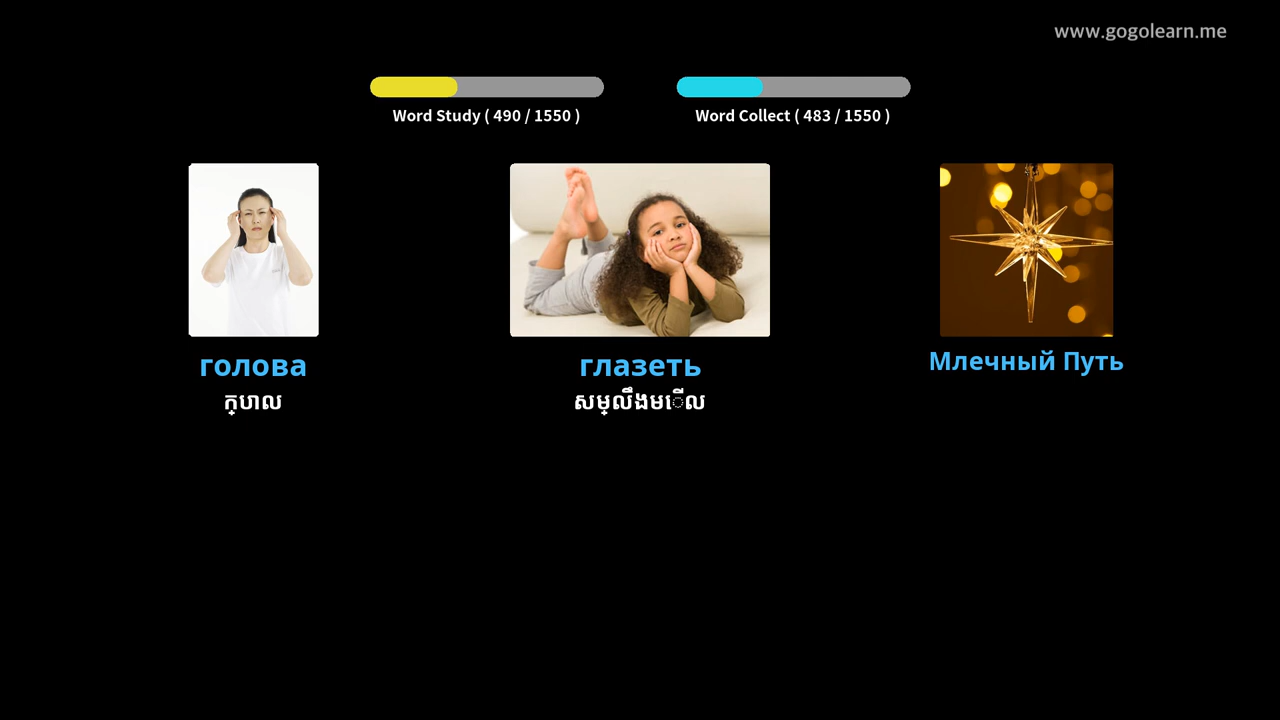 www.gogolearn.me
Word Study ( 490 / 1550 )
Word Collect ( 483 / 1550 )
голова
глазеть
Млечный Путь
ក្បាល
សម្លឹងមើល